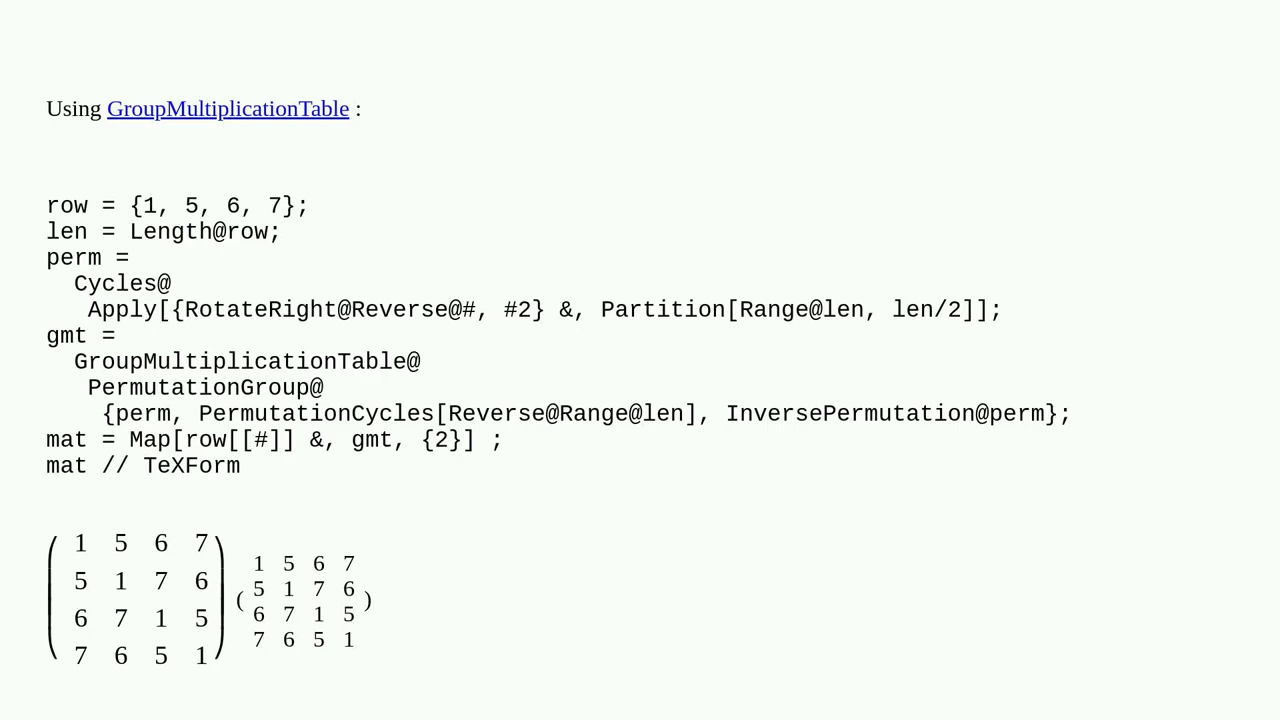 Using GroupMultiplicationTable :
row = {1, 5, 6, 7};
len = Length@row;
perm =
  Cycles@
   Apply[{RotateRight@Reverse@#, #2} &, Partition[Range@len, len/2]];
gmt =
  GroupMultiplicationTable@
   PermutationGroup@
    {perm, PermutationCycles[Reverse@Range@len], InversePermutation@perm};
mat = Map[row[[#]] &, gmt, {2}] ;
mat // TeXForm
( 1 5 6 7
5 1 7 6
6 7 1 5
7 6 5 1 )
( 1 5 6 7
5 1 7 6
6 7 1 5
7 6 5 1 )